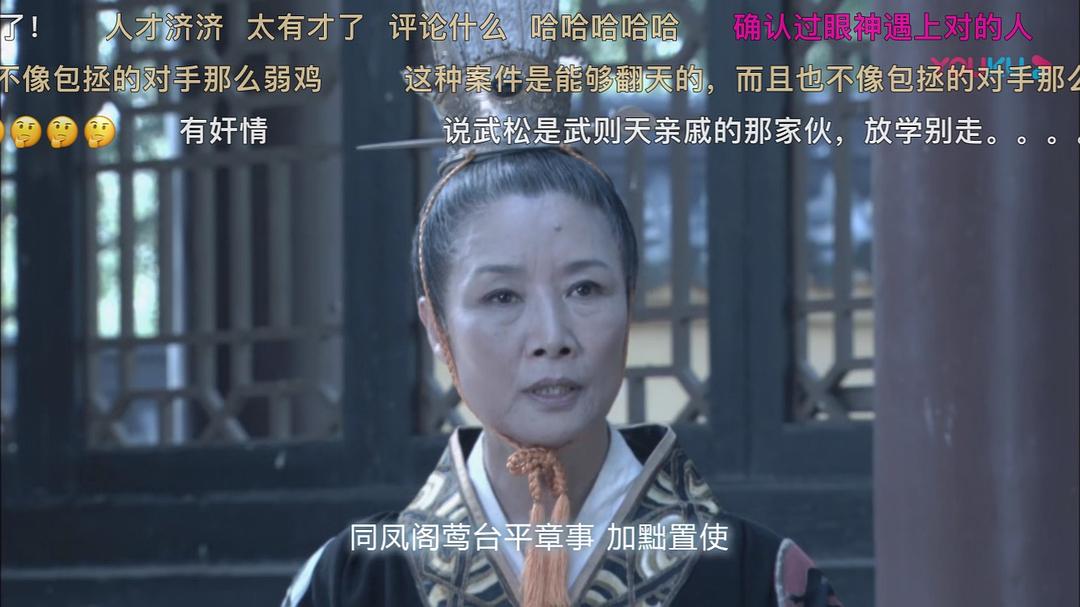 了！ 人才济济 太有才了 评论什么 哈哈哈哈哈 确认过眼神遇上对的人
不像包拯的对手那么弱鸡 这种案件是能够翻天的，而且也不像包拯的对手那么
YOUKU
🤔🤔🤔 有奸情 说武松是武则天亲戚的那家伙，放学别走。。。。
同凤阁莺台平章事 加黜置使